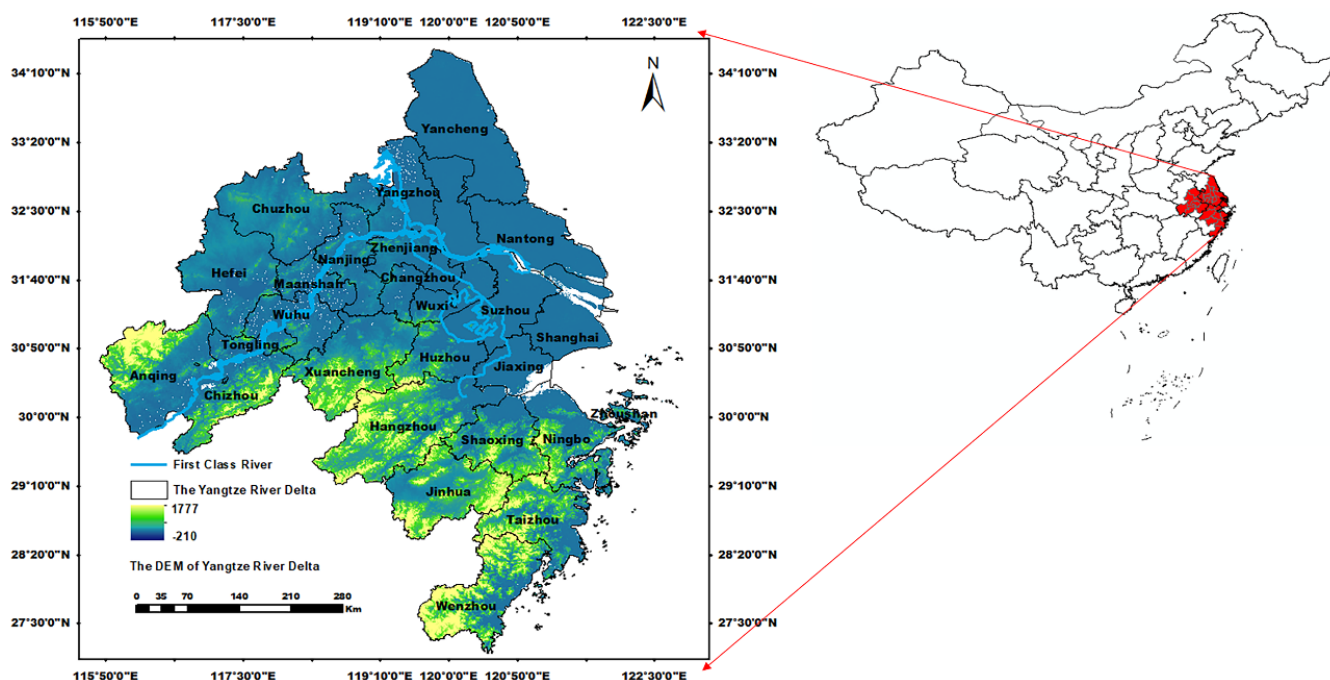 115°50'0"E 117°30'0"E 119°10'0"E 120°0'0"E 120°50'0"E 122°30'0"E
N
34°10'0"N 34°10'0"N
Yancheng
33°20'0"N 33°20'0"N
Yangzhou
Chuzhou
32°30'0"N 32°30'0"N
Nantong
Zhenjiang
Nanjing
Hefei
31°40'0"N 31°40'0"N
Changzhou
Maanshan
Wuxi
Suzhou
Wuhu
Shanghai
Tongling
30°50'0"N 30°50'0"N
Huzhou
Jiaxing
Xuancheng
Anqing
Chizhou
Zhoushan
30°0'0"N 30°0'0"N
Hangzhou
Shaoxing
Ningbo
First Class River
29°10'0"N 29°10'0"N
The Yangtze River Delta
Jinhua
1777
Taizhou
-210
28°20'0"N 28°20'0"N
The DEM of Yangtze River Delta
0 35 70 140 210 280
Km
Wenzhou
27°30'0"N 27°30'0"N
115°50'0"E 117°30'0"E 119°10'0"E 120°0'0"E 120°50'0"E 122°30'0"E